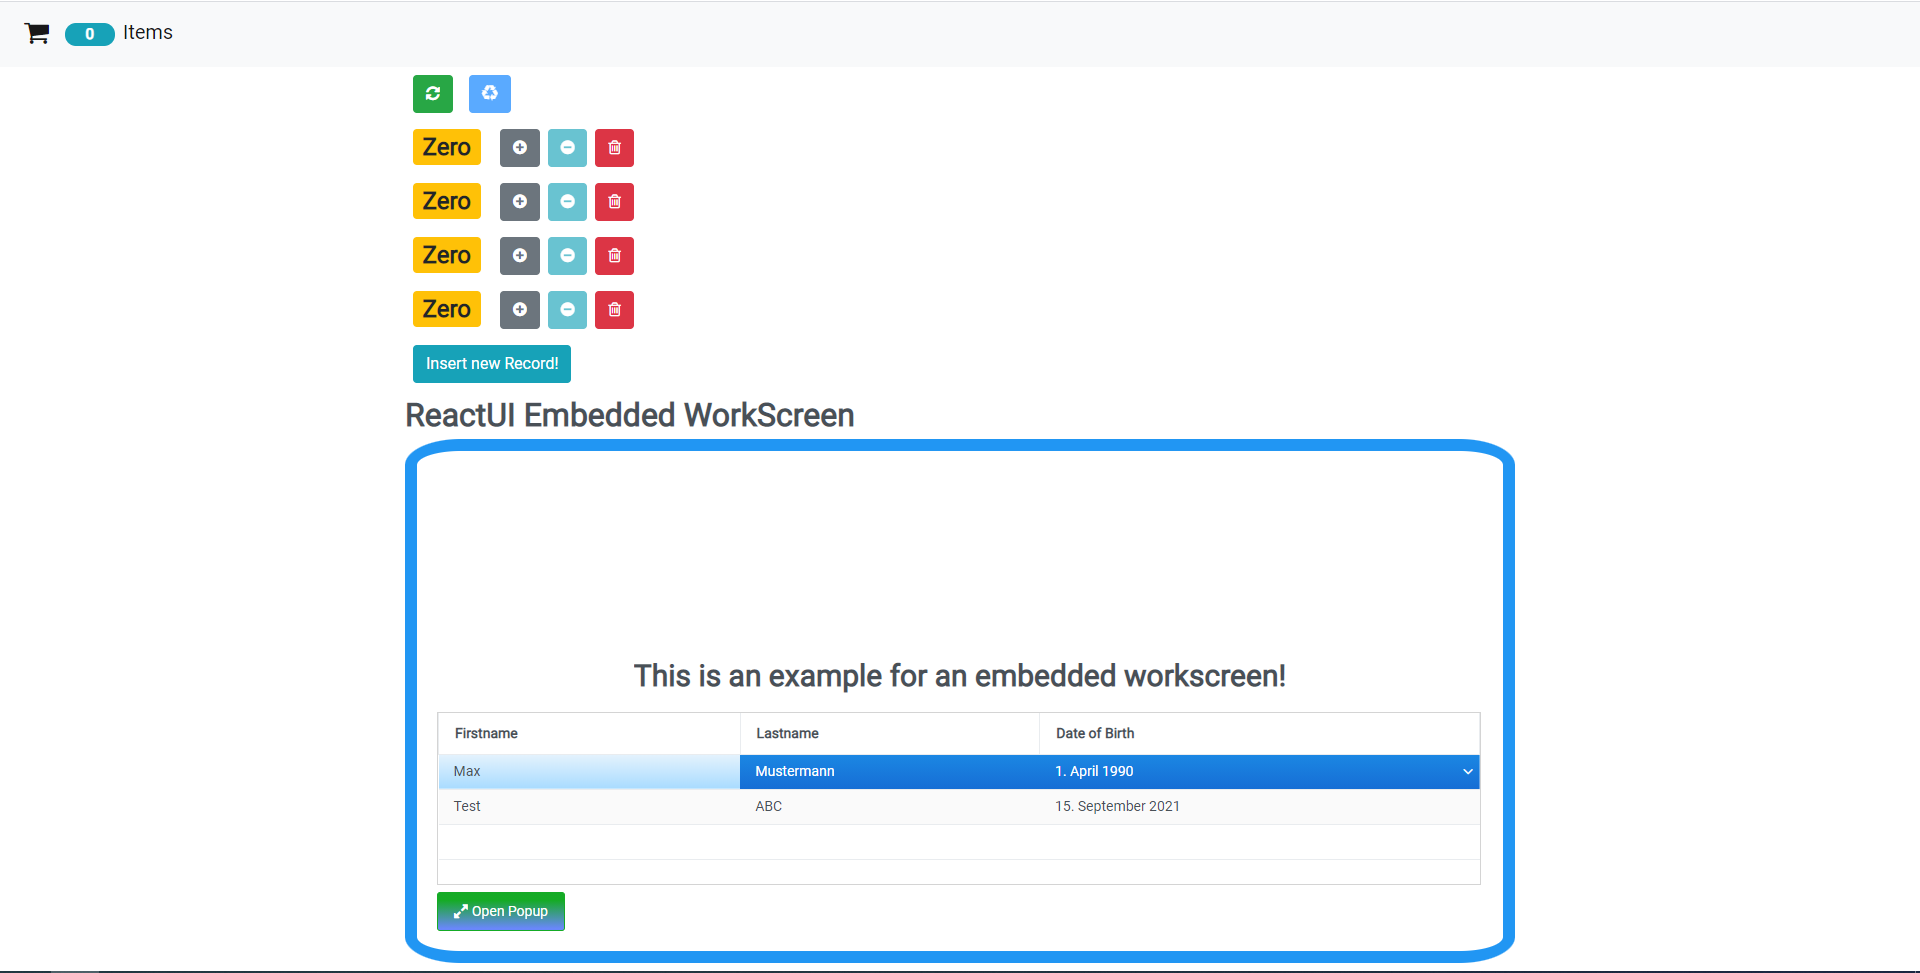 0 Items
Zero
Zero
Zero
Zero
Insert new Record!
ReactUI Embedded WorkScreen
This is an example for an embedded workscreen!
Firstname Lastname Date of Birth
Max Mustermann 1. April 1990
Test ABC 15. September 2021
Open Popup